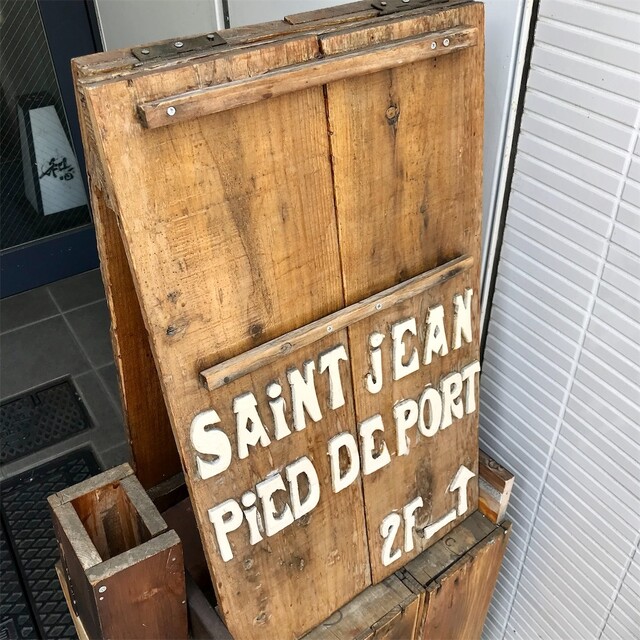 SAiNT jEAN
PiED DE PORT
2F